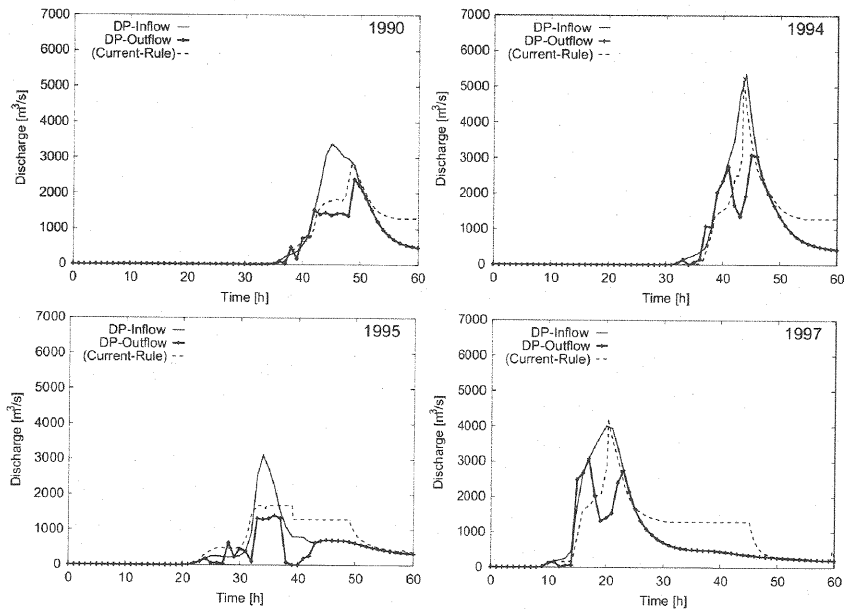 1990
DP-Inflow
DP-Outflow
(Current-Rule)
7000
6000
5000
4000
3000
2000
1000
0
Discharge [m³/s]
0 10 20 30 40 50 60
Time [h]
1994
DP-Inflow
DP-Outflow
(Current-Rule)
7000
6000
5000
4000
3000
2000
1000
0
Discharge [m³/s]
0 10 20 30 40 50 60
Time [h]
1995
DP-Inflow
DP-Outflow
(Current-Rule)
7000
6000
5000
4000
3000
2000
1000
0
Discharge [m³/s]
0 10 20 30 40 50 60
Time [h]
1997
DP-Inflow
DP-Outflow
(Current-Rule)
7000
6000
5000
4000
3000
2000
1000
0
Discharge [m³/s]
0 10 20 30 40 50 60
Time [h]